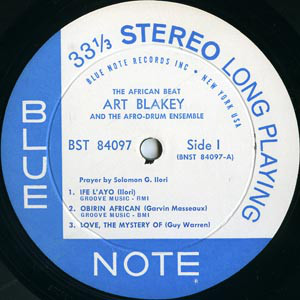 33 1/3 STEREO LONG PLAYING
BLUE NOTE RECORDS INC • NEW YORK USA
THE AFRICAN BEAT
ART BLAKEY
AND THE AFRO-DRUM ENSEMBLE
BST 84097
Side 1
(BNST 84097-A)
Prayer by Solomon G. Ilori
1. IFE L'AYO (Ilori)
GROOVE MUSIC - BMI
2. OBIRIN AFRICAN (Garvin Masseaux)
GROOVE MUSIC - BMI
3. LOVE, THE MYSTERY OF (Guy Warren)
BLUE
NOTE